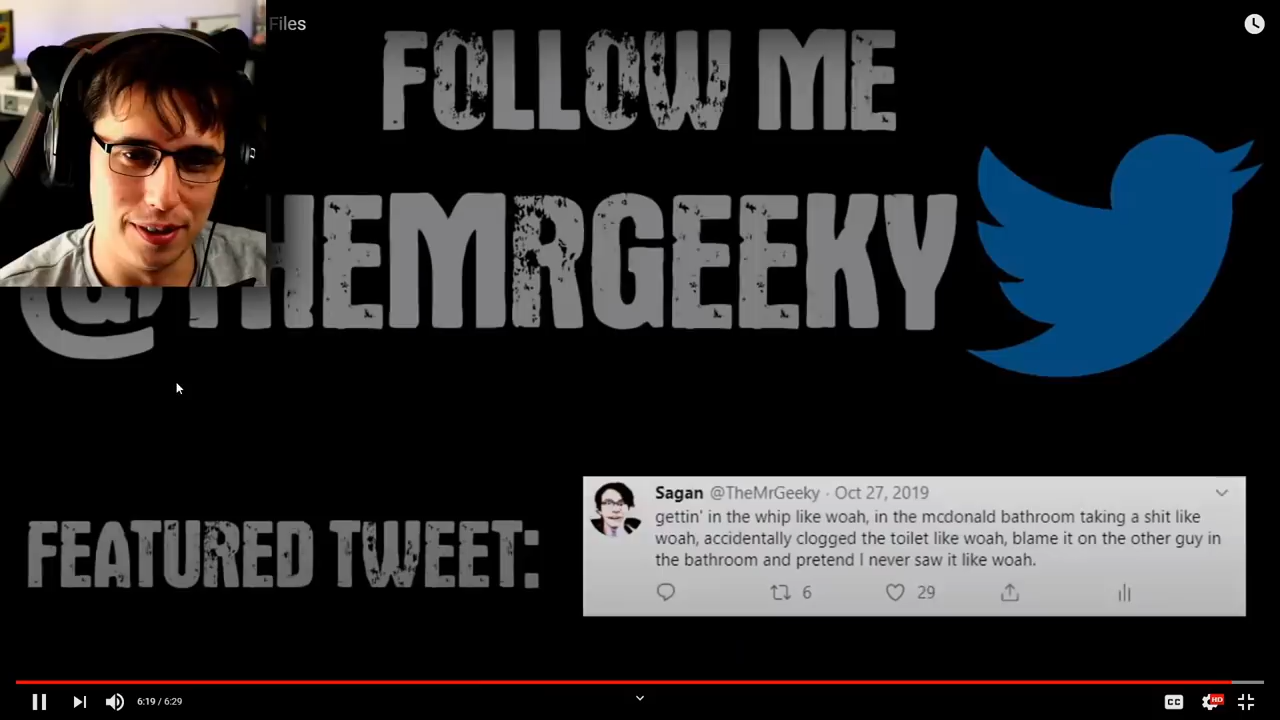 Files
FOLLOW ME
@THEMRGEEKY
FEATURED TWEET:
Sagan @TheMrGeeky · Oct 27, 2019
gettin' in the whip like woah, in the mcdonald bathroom taking a shit like
woah, accidentally clogged the toilet like woah, blame it on the other guy in
the bathroom and pretend I never saw it like woah.
6 29
6:19 / 6:29
CC
HD